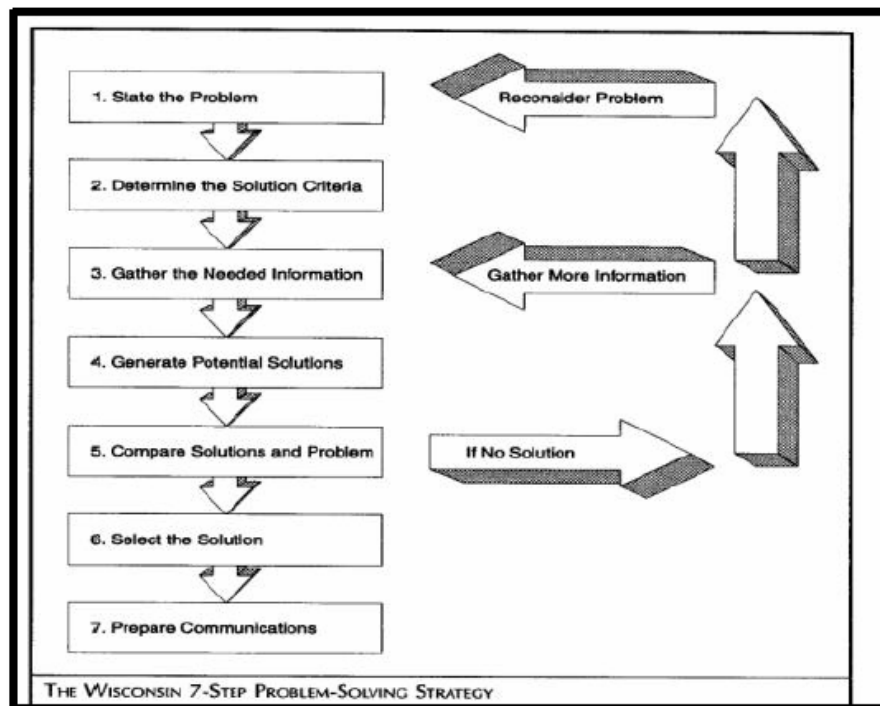 1. State the Problem
Reconsider Problem
2. Determine the Solution Criteria
3. Gather the Needed Information
Gather More Information
4. Generate Potential Solutions
5. Compare Solutions and Problem
If No Solution
6. Select the Solution
7. Prepare Communications
THE WISCONSIN 7-STEP PROBLEM-SOLVING STRATEGY